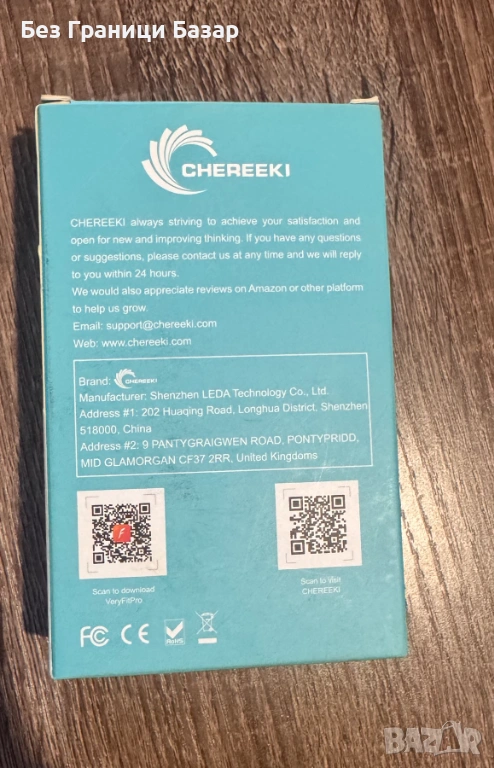 Без Граници Базар
CHEREEKI
CHEREEKI always striving to achieve your satisfaction and
open for new and improving thinking. If you have any questions
or suggestions, please contact us at any time and we will reply
to you within 24 hours.
We would also appreciate reviews on Amazon or other platform
to help us grow.
Email: support@chereeki.com
Web: www.chereeki.com
Brand: CHEREEKI
Manufacturer: Shenzhen LEDA Technology Co., Ltd.
Address #1: 202 Huaqing Road, Longhua District. Shenzhen
518000, China
Address #2: 9 PANTYGRAIGWEN ROAD, PONTYPRIDD,
MID GLAMORGAN CF37 2RR, United Kingdoms
Scan to download
VeryFitPro
Scan to Visit
CHEREEKI
FC CE RoHS
BAZAR